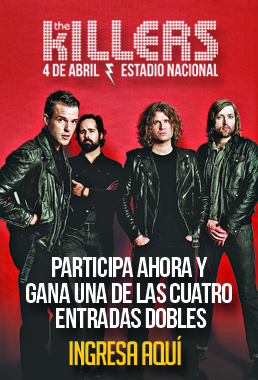 the
KILLERS
4 DE ABRIL ESTADIO NACIONAL
PARTICIPA AHORA Y
GANA UNA DE LAS CUATRO
ENTRADAS DOBLES
INGRESA AQUÍ